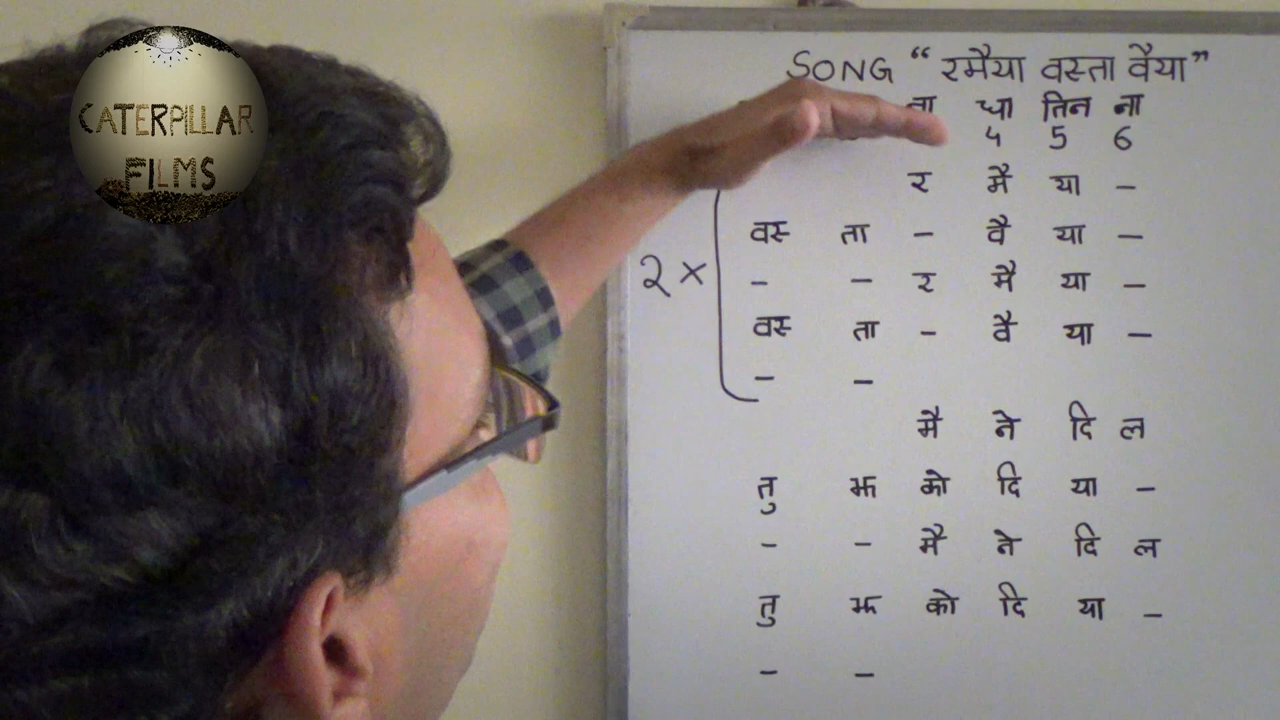 CATERPILLAR
FILMS
SONG “ रमैया वस्ता वैया”
ना धा तिन ना
4 5 6
र मै या –
वस ता – वै या –
2 × – – र मै या –
वस ता – वै या –
– –
मै ने दि ल
तु झ को दि या –
– – मै ने दि ल
तु झ को दि या –
– –